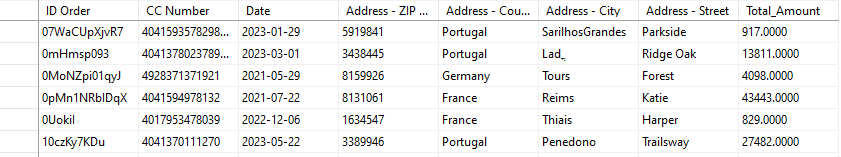 ID Order CC Number Date Address - ZIP ... Address - Cou... Address - City Address - Street Total_Amount
07WaCUpXjvR7 4041593578298... 2023-01-29 5919841 Portugal SarilhosGrandes Parkside 917.0000
0mHmsp093 4041378023789... 2023-03-01 3438445 Portugal Lad Ridge Oak 13811.0000
0MoNZpi01qyJ 4928371371921 2021-05-29 8159926 Germany Tours Forest 4098.0000
0pMn1NRblDqX 4041594978132 2021-07-22 8131061 France Reims Katie 43443.0000
0Uokil 4017953478039 2022-12-06 1634547 France Thiais Harper 829.0000
10czKy7KDu 4041370111270 2023-05-22 3389946 Portugal Penedono Trailsway 27482.0000